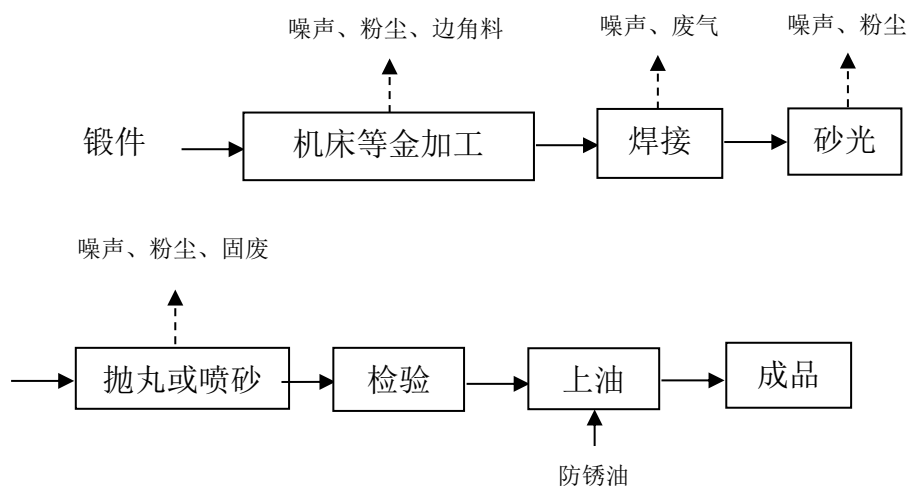 噪声、粉尘、边角料
噪声、废气
噪声、粉尘
锻件
机床等金加工
焊接
砂光
噪声、粉尘、固废
抛丸或喷砂
检验
上油
成品
防锈油